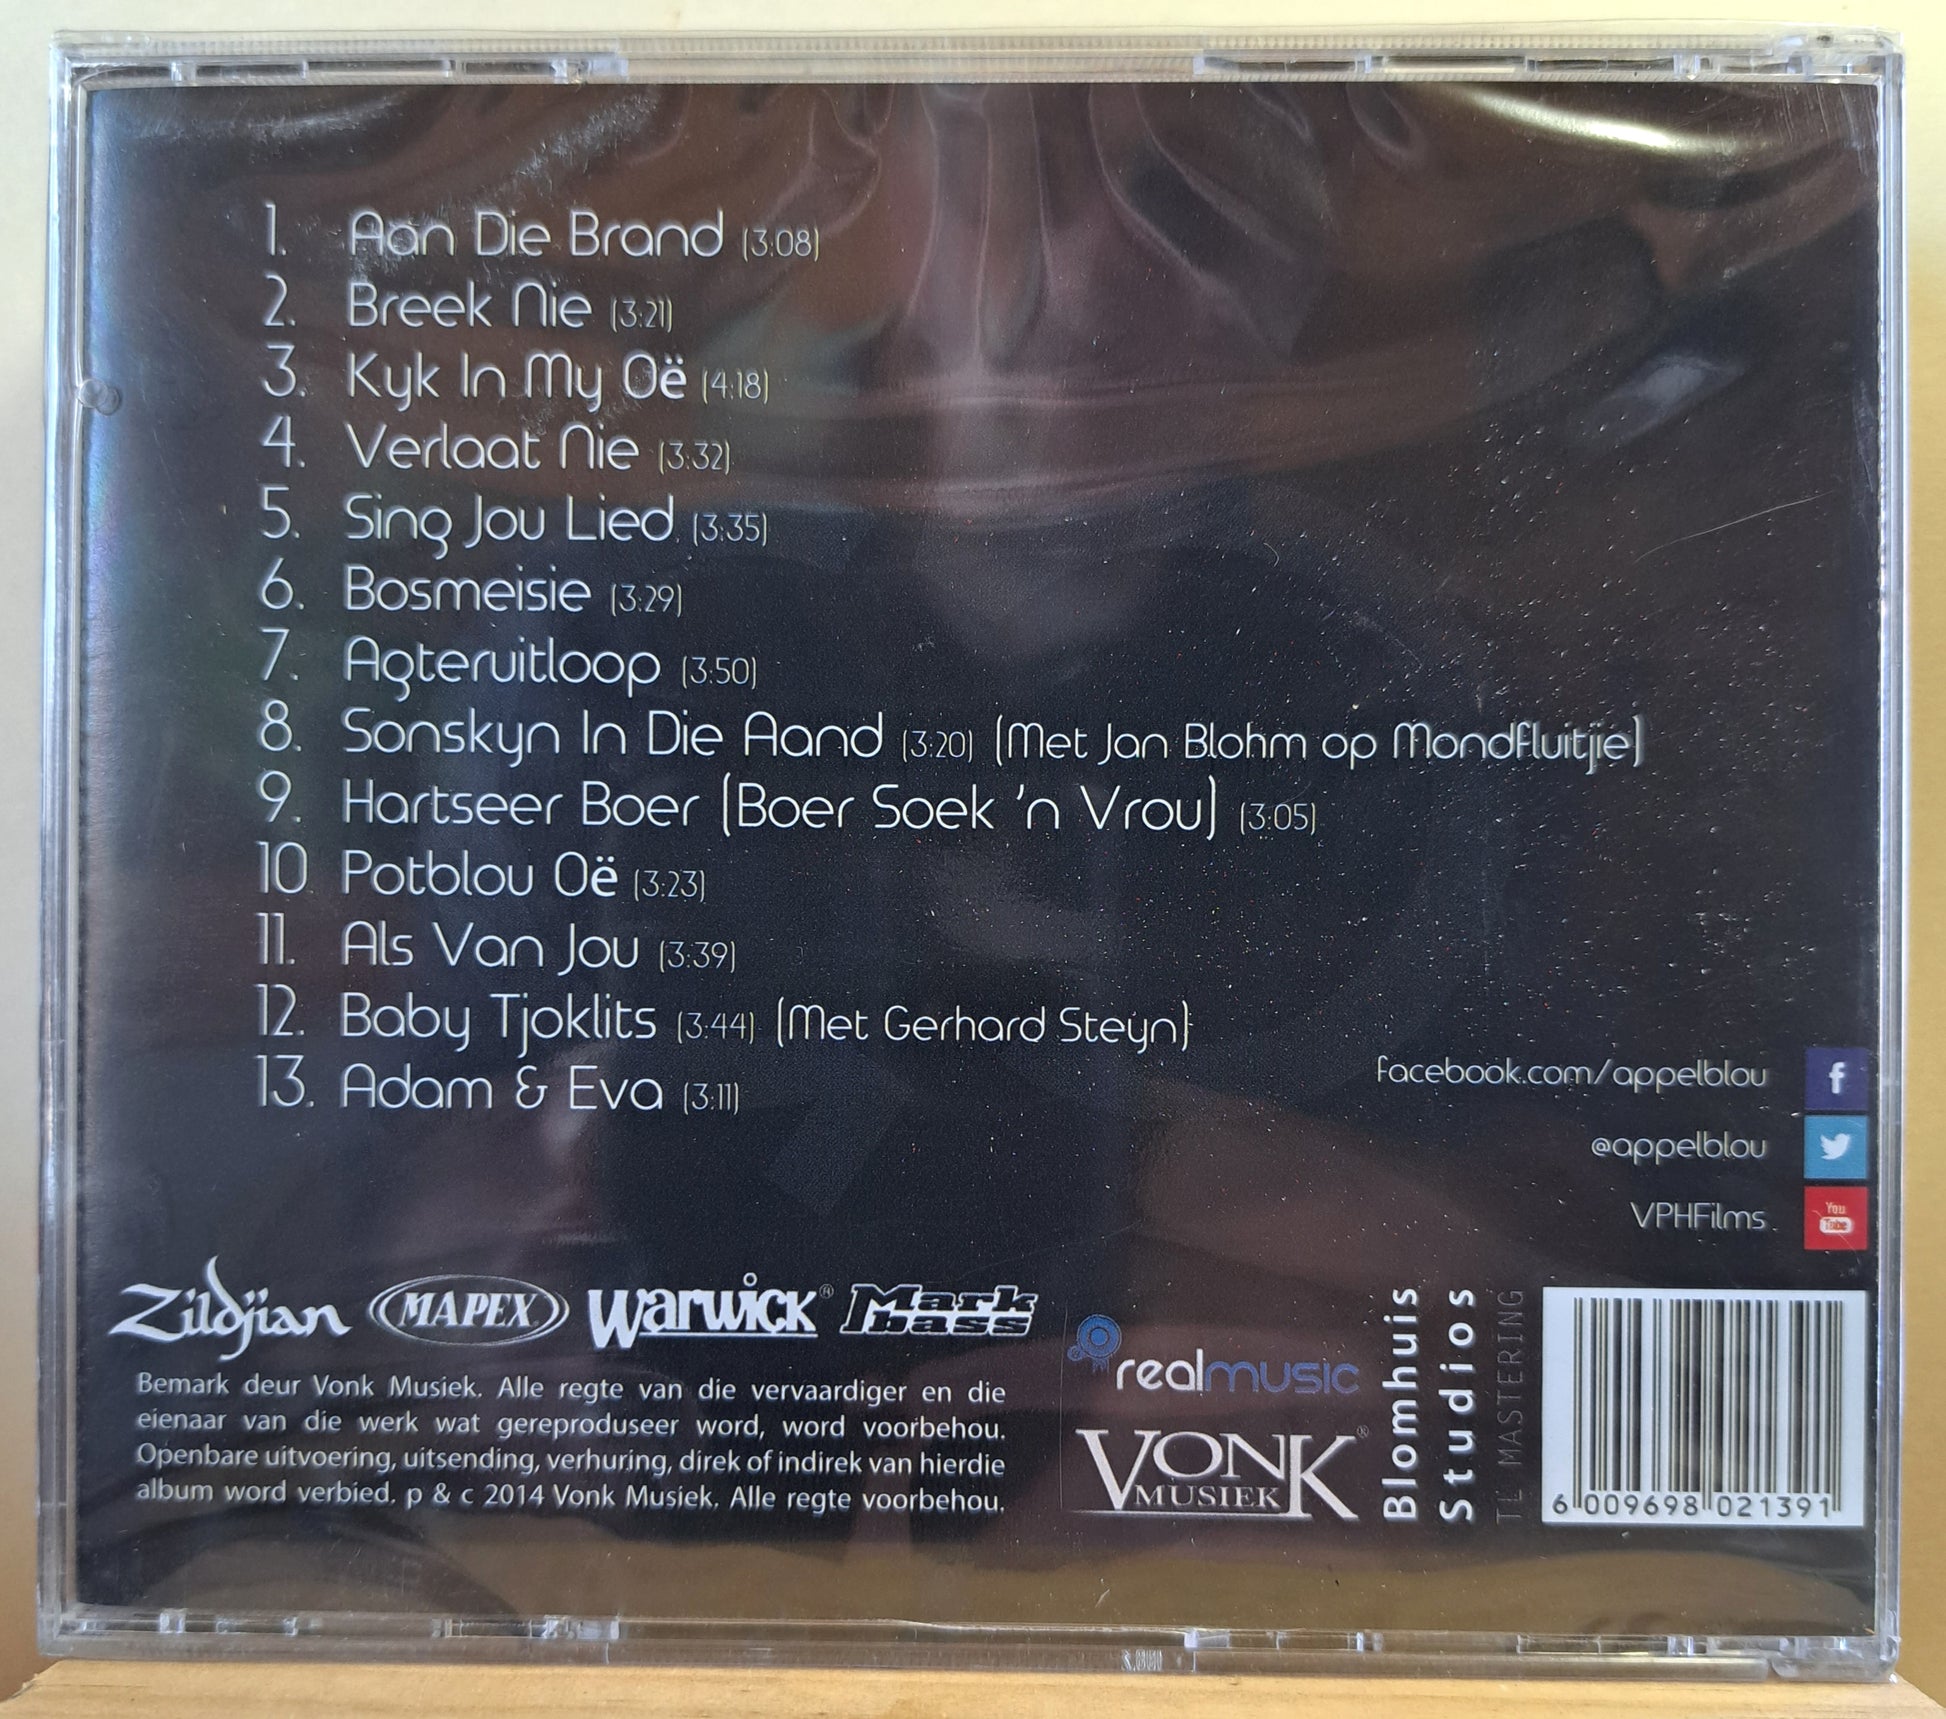 1. Aan Die Brand (3:08)
2. Breek Nie (3:21)
3. Kyk In My Oë (4:18)
4. Verlaat Nie (3:32)
5. Sing Jou Lied (3:35)
6. Bosmeisie (3:29)
7. Agteruitloop (3:50)
8. Sonskyn In Die Aand (3:20) (Met Jan Blohm op Mondfluitjie)
9. Hartseer Boer (Boer Soek 'n Vrou) (3:05)
10 Potblou Oë (3:23)
11. Als Van Jou (3:39)
12. Baby Tjoklits (3:44) (Met Gerhard Steyn)
13. Adam & Eva (3:11)
facebook.com/appelblou f
@appelblou
VPHFilms You Tube
Zildjian MAPEX Warwick® Mark bass
Bemark deur Vonk Musiek. Alle regte van die vervaardiger en die
eienaar van die werk wat gereproduseer word, word voorbehou.
Openbare uitvoering, uitsending, verhuring, direk of indirek van hierdie
album word verbied. p & c 2014 Vonk Musiek. Alle regte voorbehou.
realmusic
VONK®
MUSIEK
Blomhuis
Studios
TL MASTERING
6 009698 021391